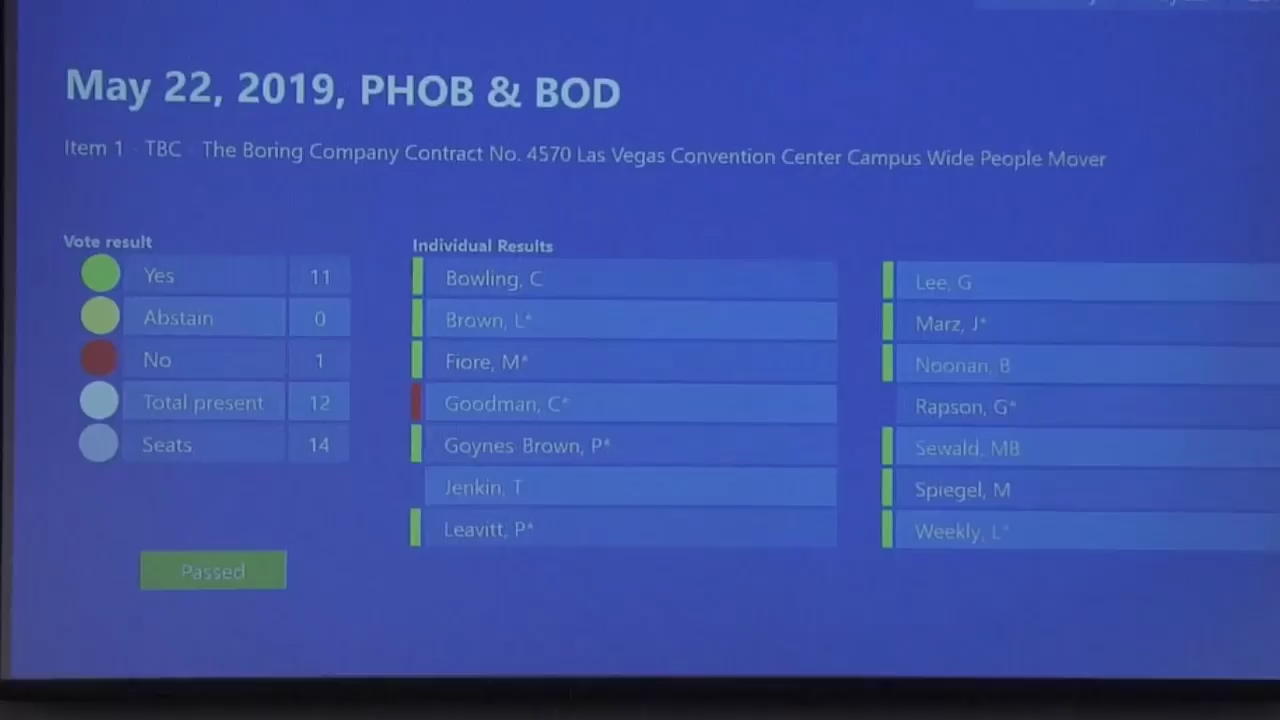 May 22, 2019, PHOB & BOD
Item 1 - TBC - The Boring Company Contract No. 4570 Las Vegas Convention Center Campus Wide People Mover
Vote result
Yes 11
Abstain 0
No 1
Total present 12
Seats 14
Passed
Individual Results
Bowling, C
Brown, L*
Fiore, M*
Goodman, C*
Goynes-Brown, P*
Jenkin, T
Leavitt, P*
Lee, G
Marz, J*
Noonan, B
Rapson, G*
Sewald, MB
Spiegel, M
Weekly, L*